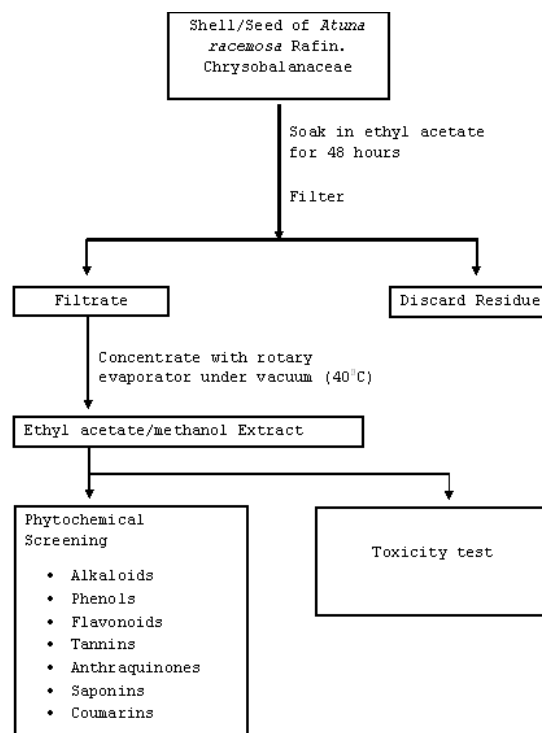 Shell/Seed of Atuna
racemosa Rafin.
Chrysobalanaceae
Soak in ethyl acetate
for 48 hours
Filter
Filtrate
Discard Residue
Concentrate with rotary
evaporator under vacuum (40°C)
Ethyl acetate/methanol Extract
Phytochemical
Screening
• Alkaloids
• Phenols
• Flavonoids
• Tannins
• Anthraquinones
• Saponins
• Coumarins
Toxicity test